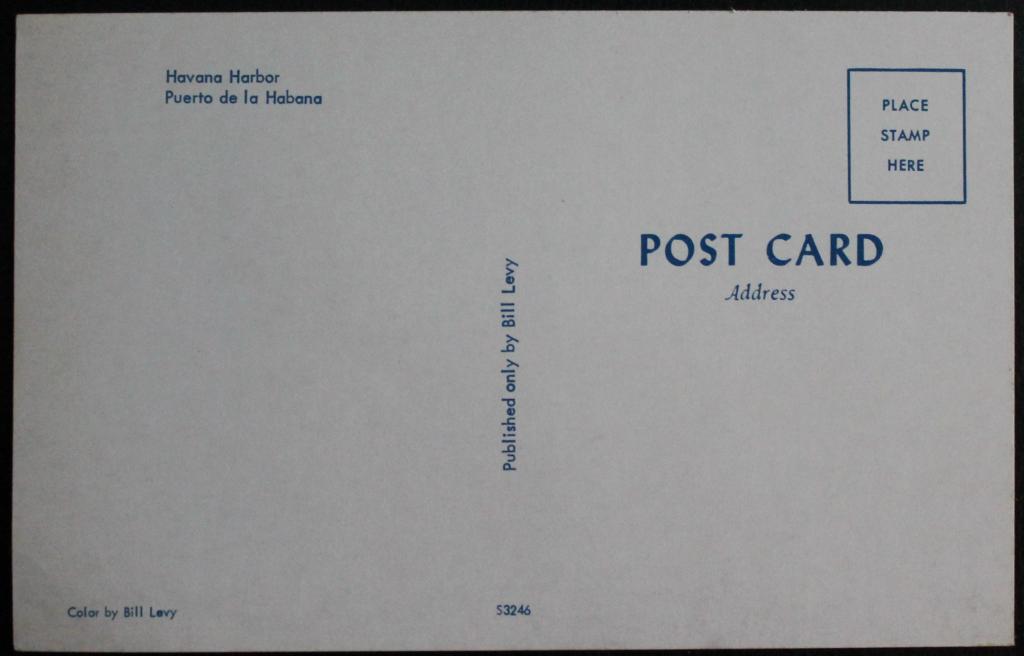 Havana Harbor
Puerto de la Habana
PLACE
STAMP
HERE
POST CARD
Address
Published only by Bill Levy
Color by Bill Levy
S3246